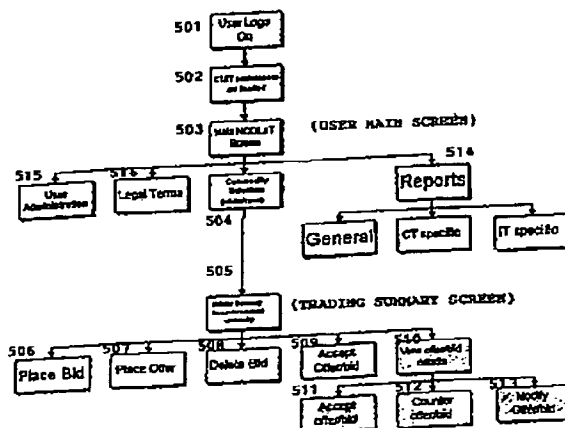 501
User Logs
On
502
503
Main
Screen
(USER MAIN SCREEN)
515
514
User
Administration
Legal Terms
Commodity
Reports
504
General
CT specific
IT specific
505
(TRADING SUMMARY SCREEN)
506
507
508
509
510
Place Bid
Place Offer
Delete Bid
Accept
Offer/bid
View offer/bid
details
511
512
513
Accept
offer/bid
Counter
offer/bid
Modify
Offer/bid